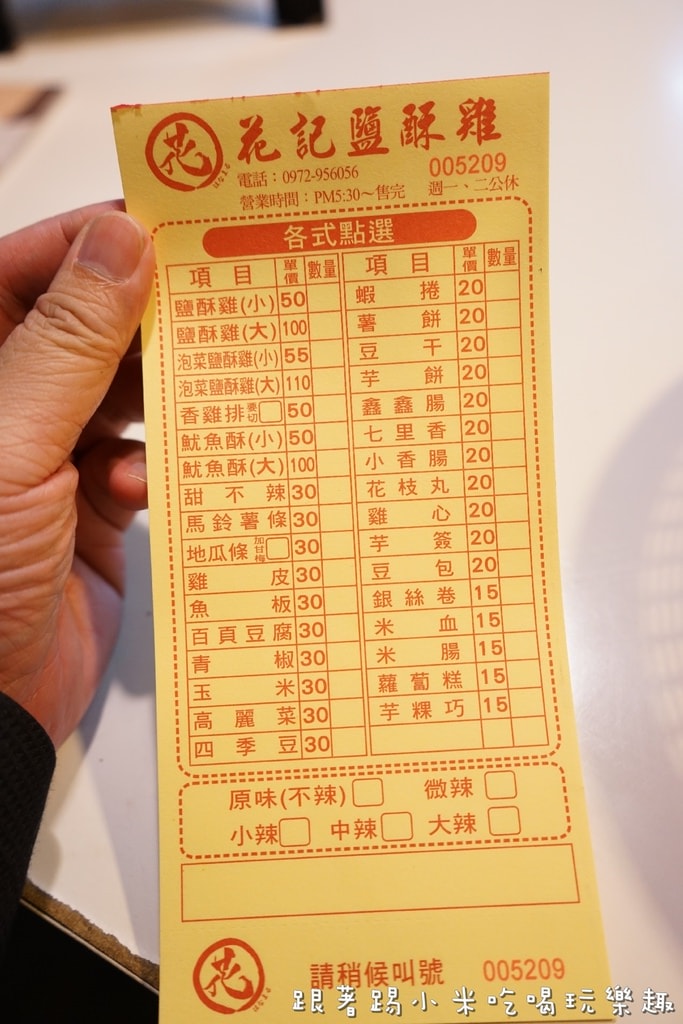 花 花記鹽酥雞
電話：0972-956056 005209
營業時間：PM5:30～售完 週一、二公休
各式點選
項目 單價 數量 項目 單價 數量
鹽酥雞(小) 50 蝦捲 20
鹽酥雞(大) 100 薯餅 20
泡菜鹽酥雞(小) 55 豆干 20
泡菜鹽酥雞(大) 110 芋餅 20
香雞排 要切 50 鑫鑫腸 20
魷魚酥(小) 50 七里香 20
魷魚酥(大) 100 小香腸 20
甜不辣 30 花枝丸 20
馬鈴薯條 30 雞心 20
地瓜條 加甘梅 30 芋簽 20
雞皮 30 豆包 20
魚板 30 銀絲卷 15
百頁豆腐 30 米血 15
青椒 30 米腸 15
玉米 30 蘿蔔糕 15
高麗菜 30 芋粿巧 15
四季豆 30
原味(不辣) 微辣
小辣 中辣 大辣
花 請稍候叫號 005209
跟著踢小米吃喝玩樂趣